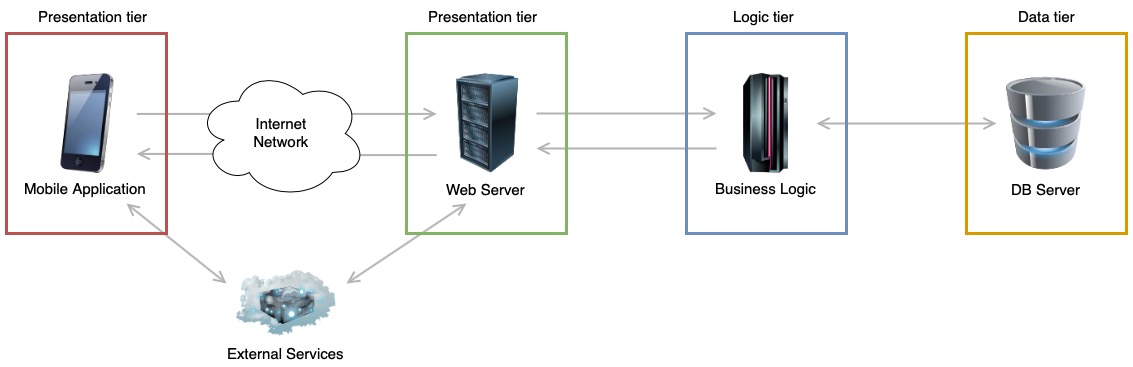 Presentation tier
Presentation tier
Logic tier
Data tier
Internet
Network
Mobile Application
Web Server
Business Logic
DB Server
External Services